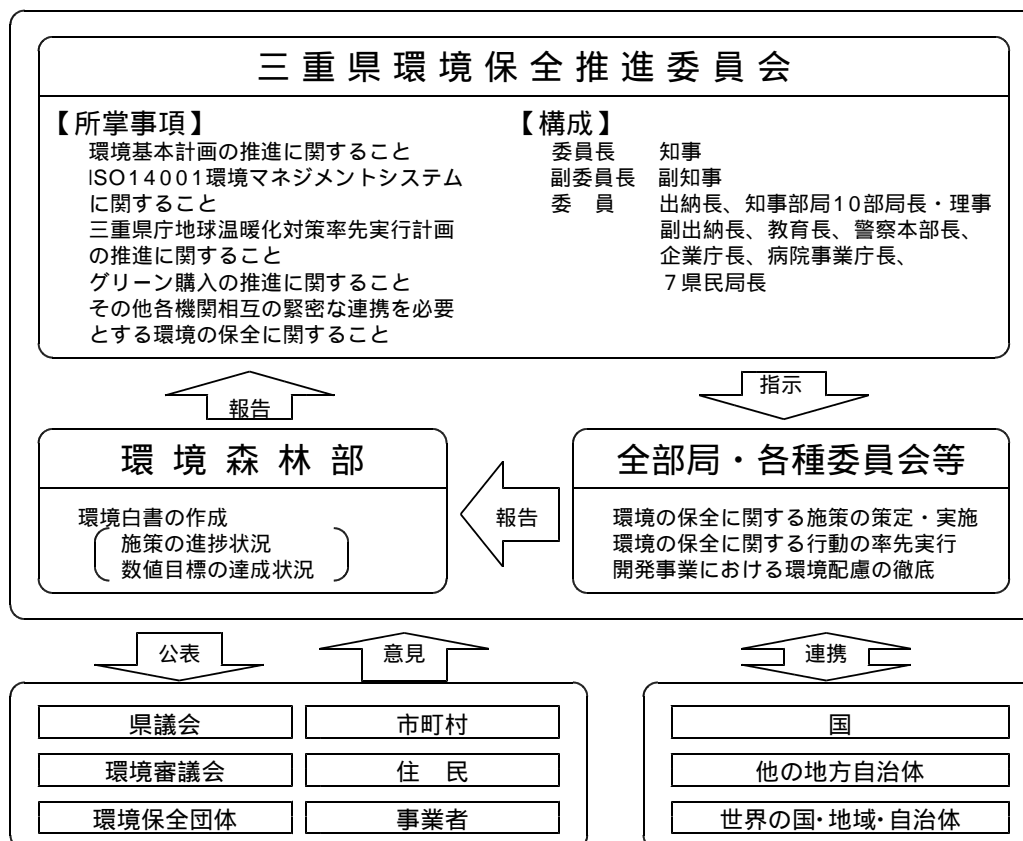 三重県環境保全推進委員会
【所掌事項】
環境基本計画の推進に関すること
ISO14001環境マネジメントシステム
に関すること
三重県庁地球温暖化対策率先実行計画
の推進に関すること
グリーン購入の推進に関すること
その他各機関相互の緊密な連携を必要
とする環境の保全に関すること
【構成】
委員長 知事
副委員長 副知事
委 員 出納長、知事部局10部局長・理事
副出納長、教育長、警察本部長、
企業庁長、病院事業庁長、
7県民局長
報告
指示
環境森林部
環境白書の作成
施策の進捗状況
数値目標の達成状況
報告
全部局・各種委員会等
環境の保全に関する施策の策定・実施
環境の保全に関する行動の率先実行
開発事業における環境配慮の徹底
公表
意見
連携
県議会
市町村
環境審議会
住 民
環境保全団体
事業者
国
他の地方自治体
世界の国・地域・自治体